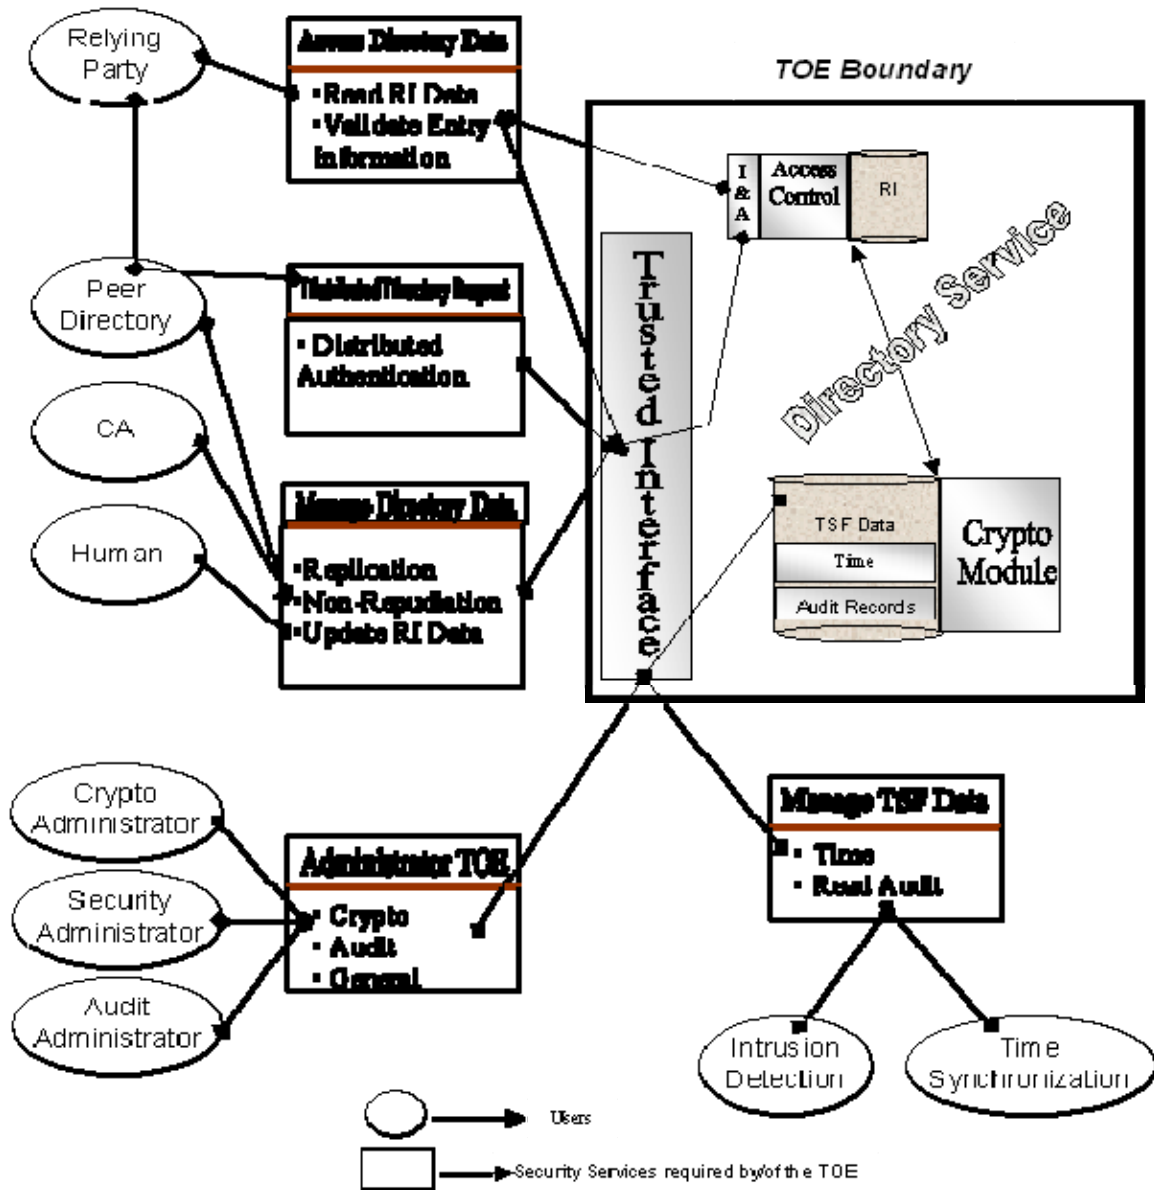 Relying
Party
Access Directory Data
▪ Read RI Data
▪ Validate Entry
Information
TOE Boundary
I
&
A
Access
Control
RI
Directory Service
Trusted Interface
Peer
Directory
Distributed Directory Request
▪ Distributed
Authentication
CA
Human
Manage Directory Data
▪ Replication
▪ Non-Repudiation
▪ Update RI Data
TSF Data
Time
Audit Records
Crypto
Module
Crypto
Administrator
Security
Administrator
Audit
Administrator
Administrator TOE
▪ Crypto
▪ Audit
▪ General
Manage TSF Data
▪ Time
▪ Read Audit
Intrusion
Detection
Time
Synchronization
Users
Security Services required by/of the TOE